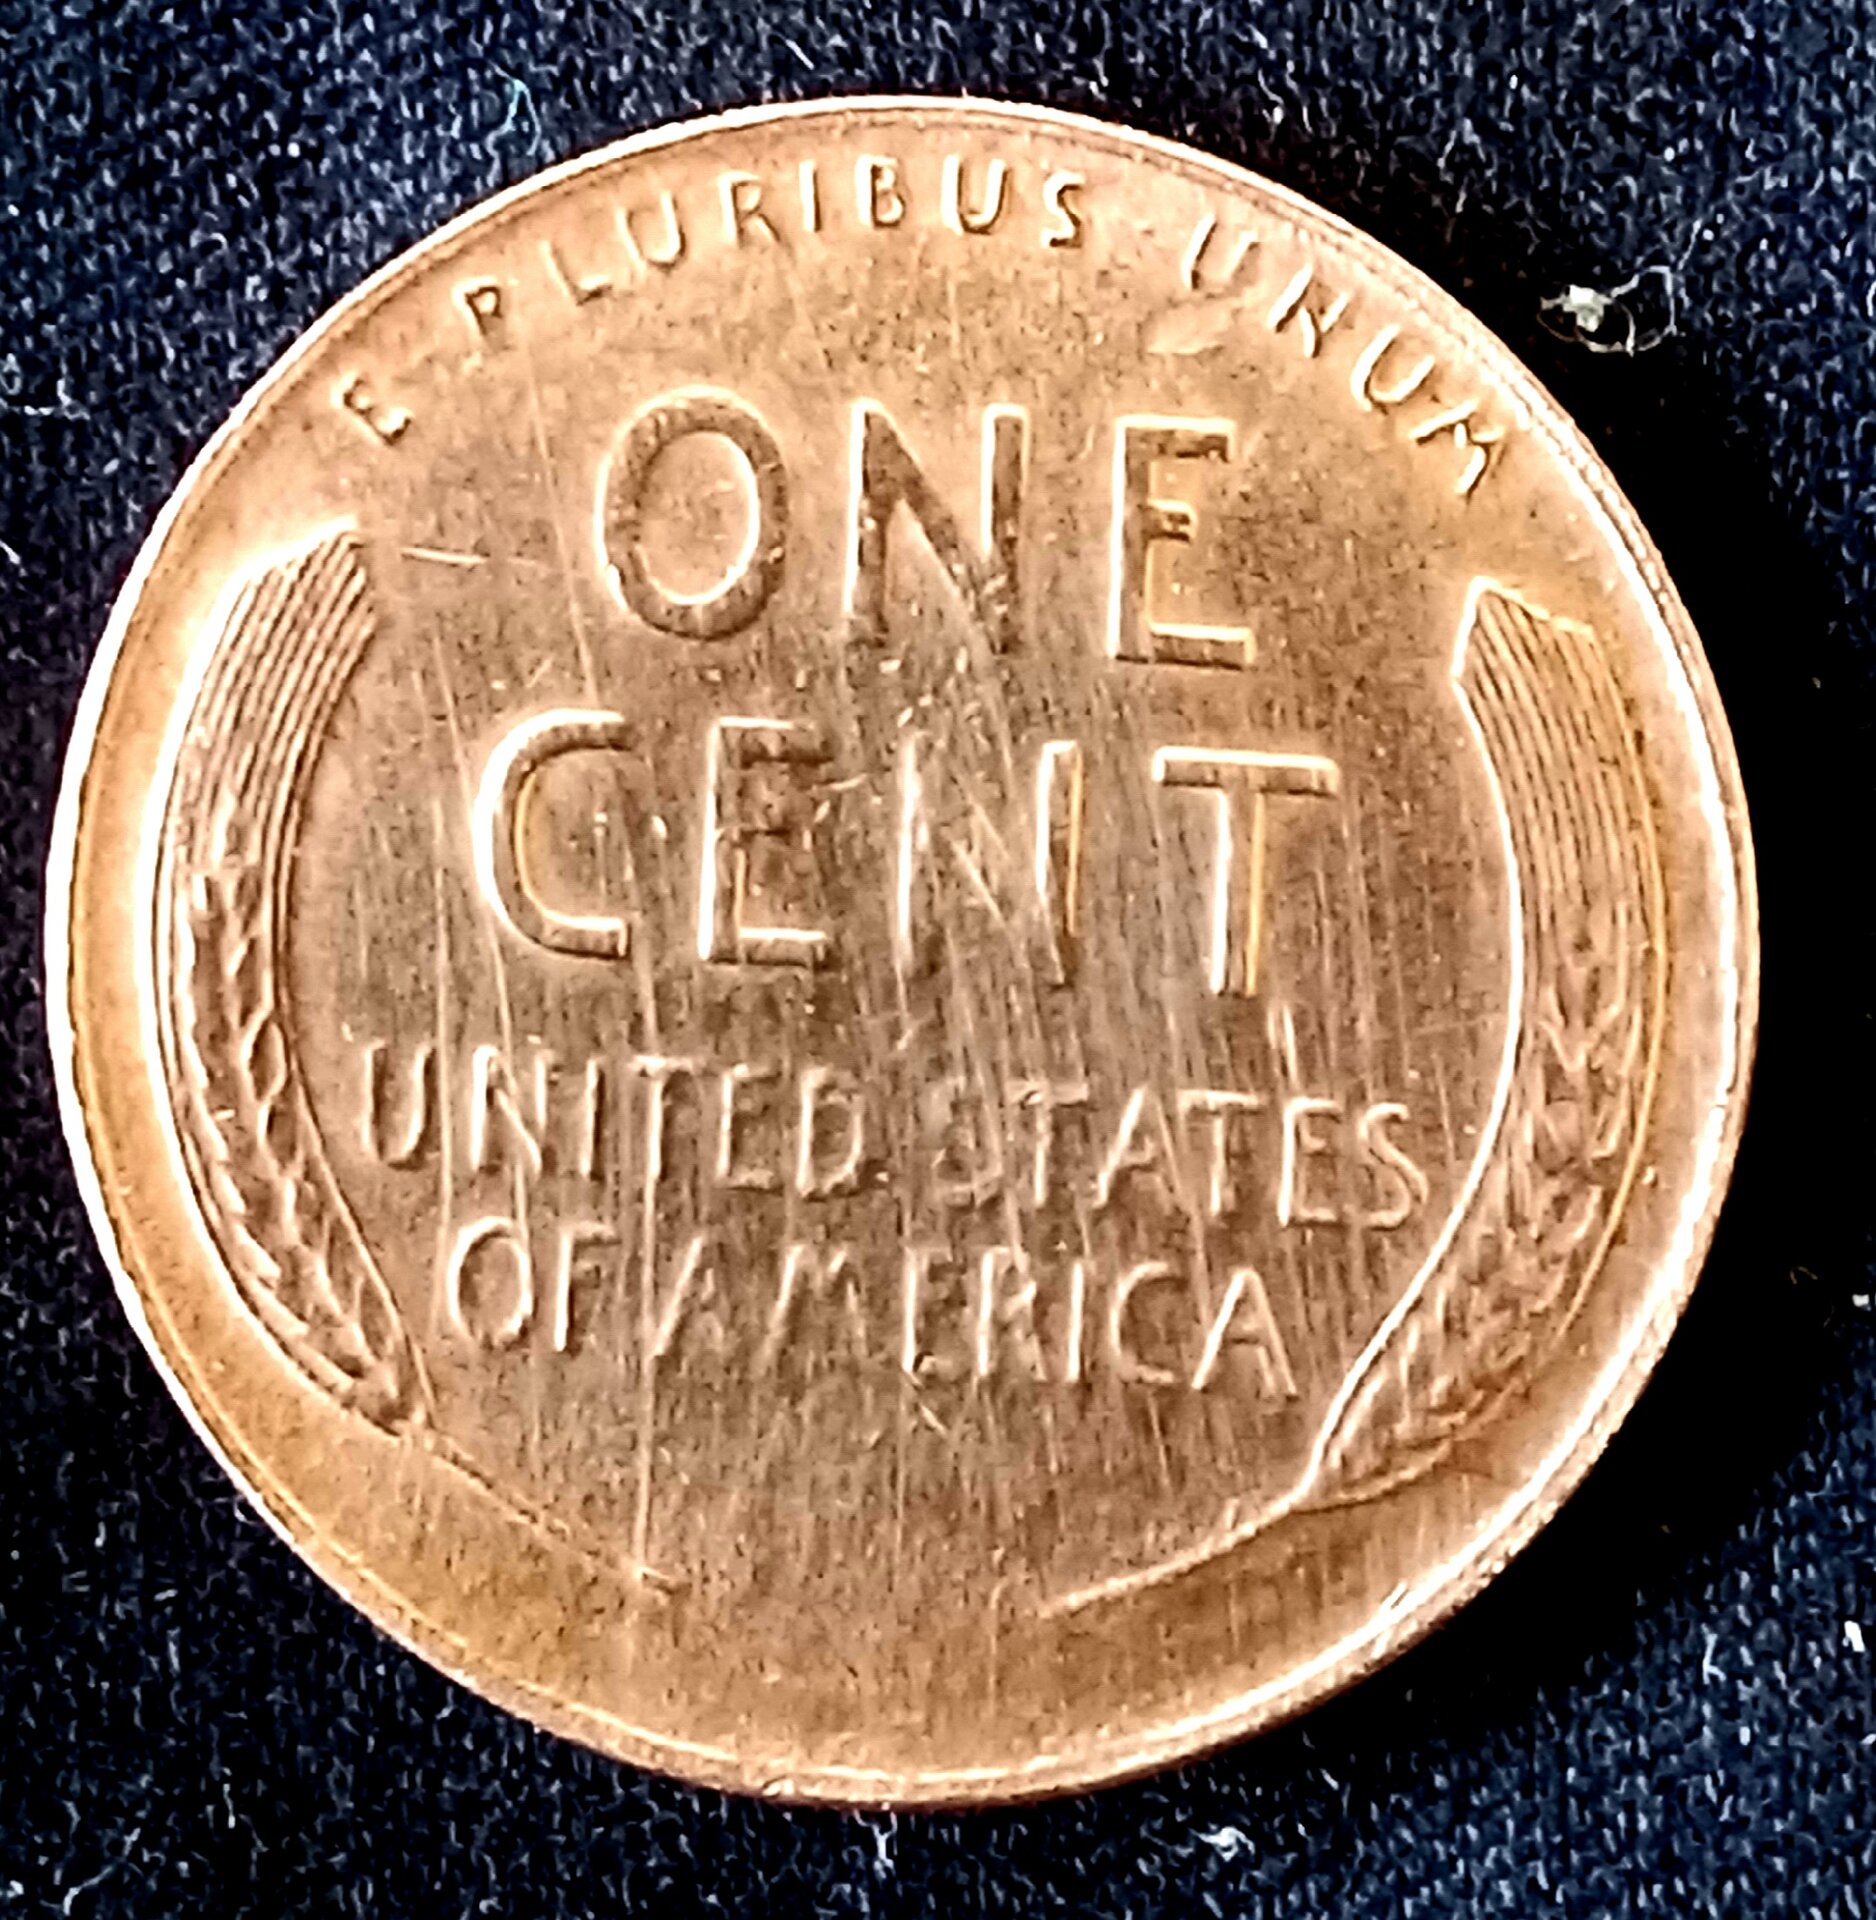 E PLURIBUS UNUM
ONE
CENT
UNITED STATES
OF AMERICA